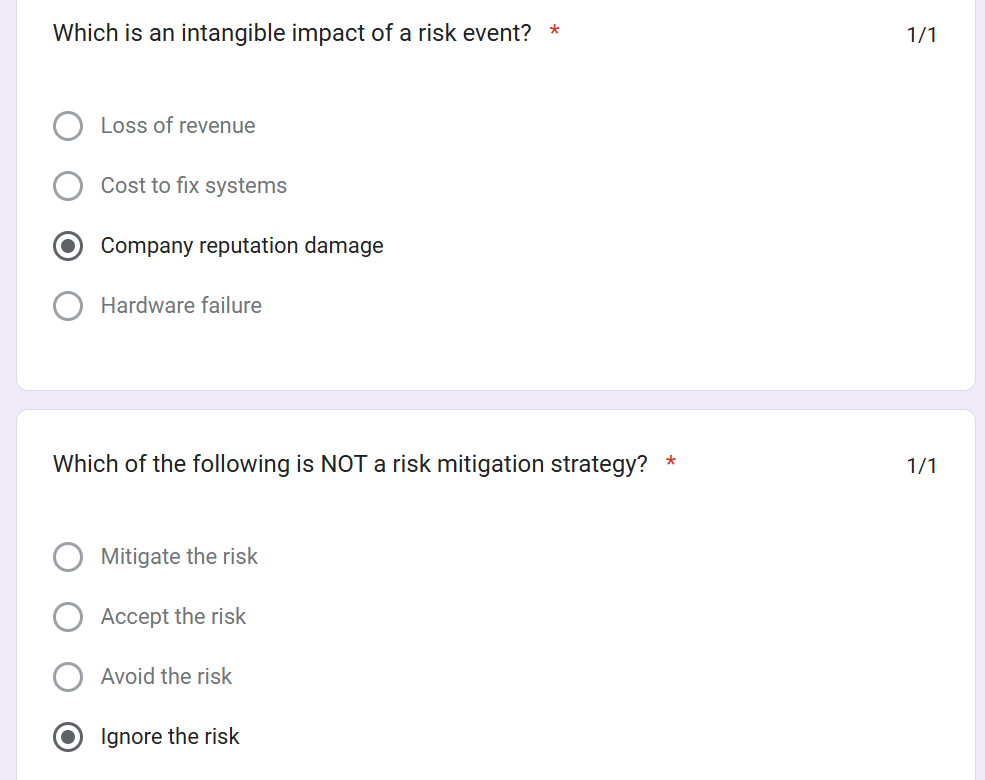 Which is an intangible impact of a risk event? * 1/1
Loss of revenue
Cost to fix systems
Company reputation damage
Hardware failure
Which of the following is NOT a risk mitigation strategy? * 1/1
Mitigate the risk
Accept the risk
Avoid the risk
Ignore the risk